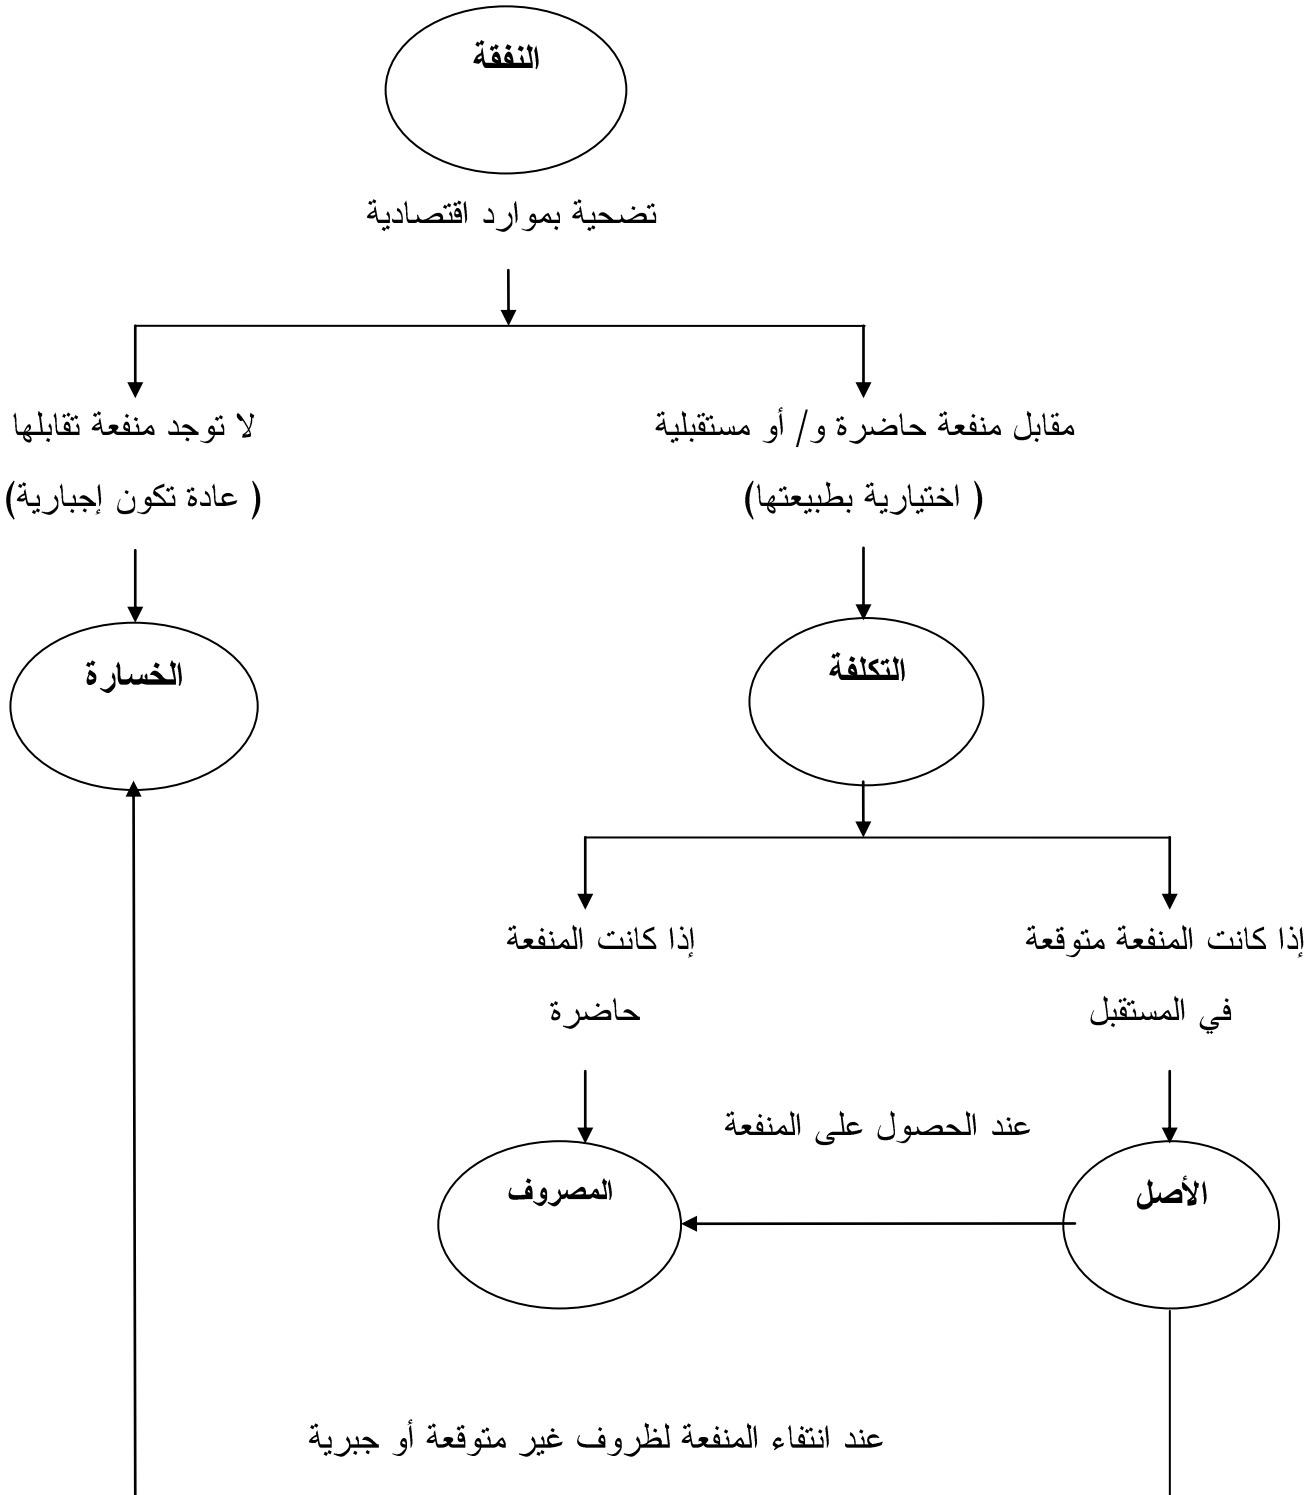 النفقة
تضحية بموارد اقتصادية
مقابل منفعة حاضرة و/ أو مستقبلية
( اختيارية بطبيعتها)
لا توجد منفعة تقابلها
( عادة تكون إجبارية)
التكلفة
الخسارة
إذا كانت المنفعة متوقعة
في المستقبل
إذا كانت المنفعة
حاضرة
عند الحصول على المنفعة
الأصل
المصروف
عند انتفاء المنفعة لظروف غير متوقعة أو جبرية